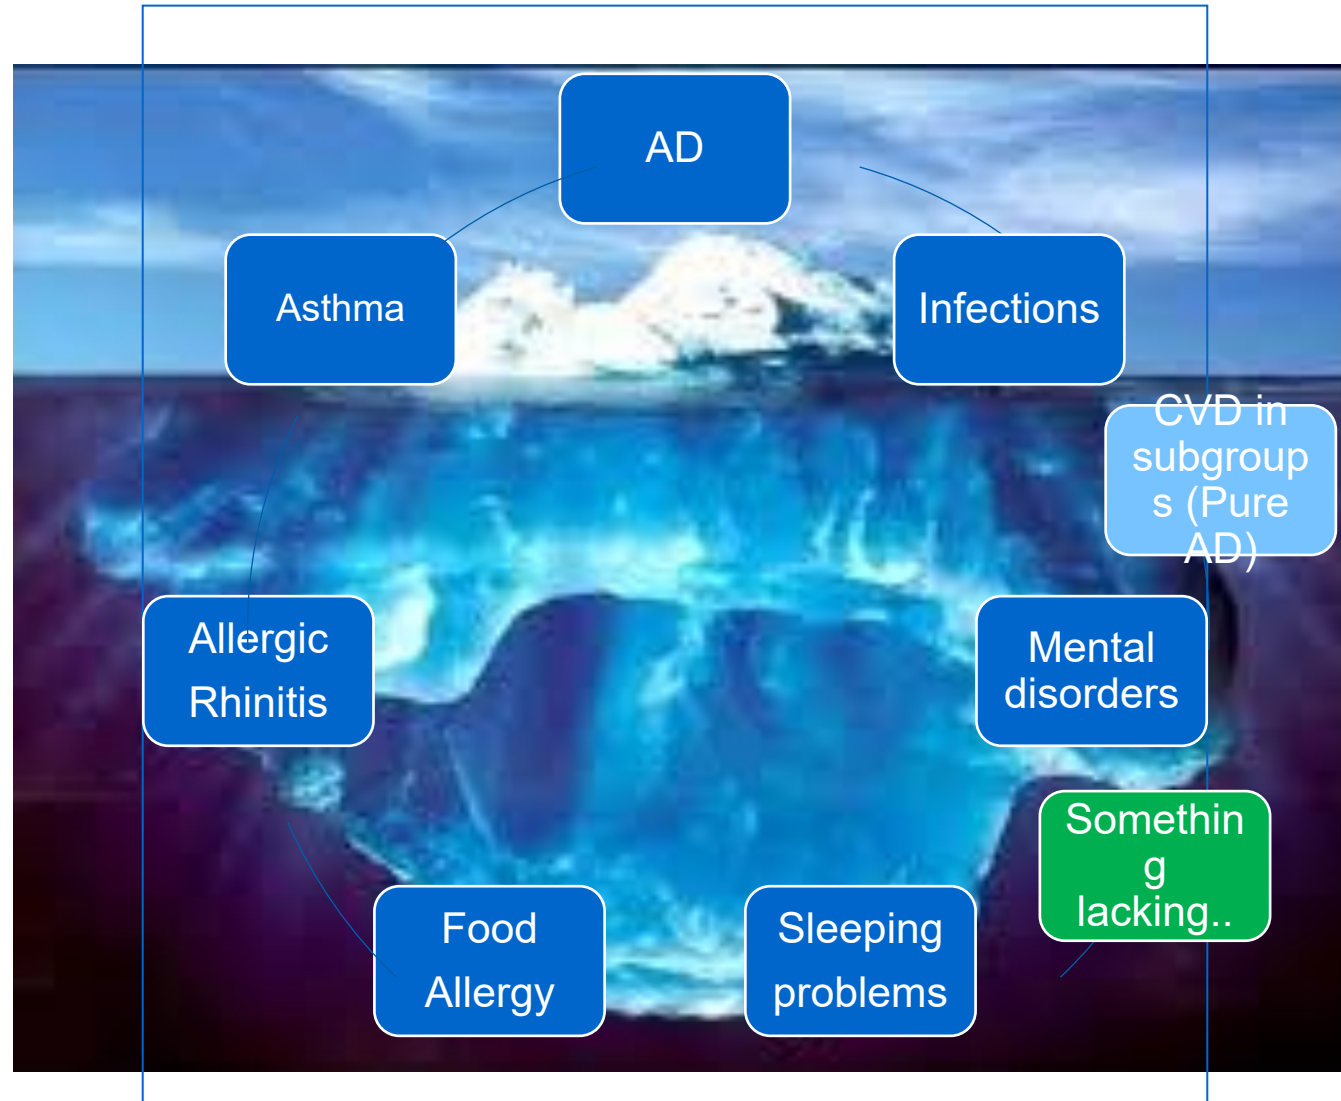 AD
Asthma
Infections
CVD in
subgroup
s (Pure
AD)
Allergic
Rhinitis
Mental
disorders
Somethin
g
lacking..
Food
Allergy
Sleeping
problems